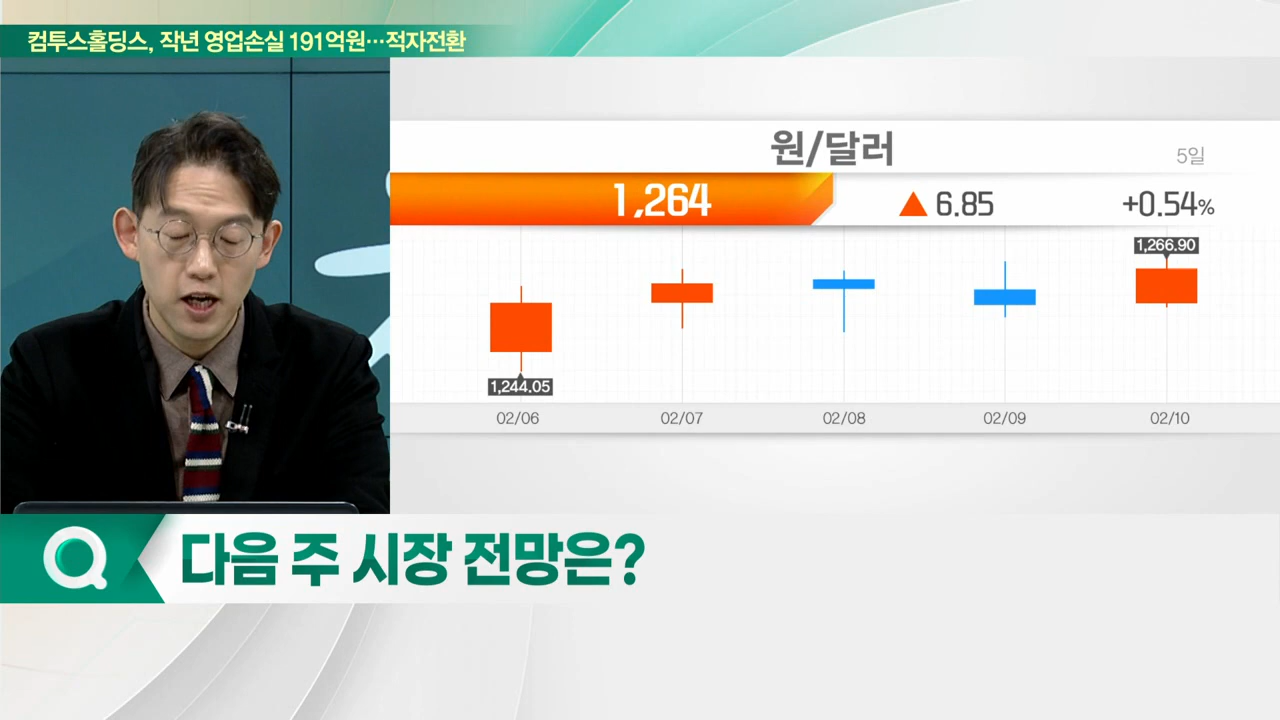 컴투스홀딩스, 작년 영업손실 191억원…적자전환
원/달러
5일
1,264 ▲ 6.85 +0.54%
1,266.90
1,244.05
02/06 02/07 02/08 02/09 02/10
Q 다음 주 시장 전망은?